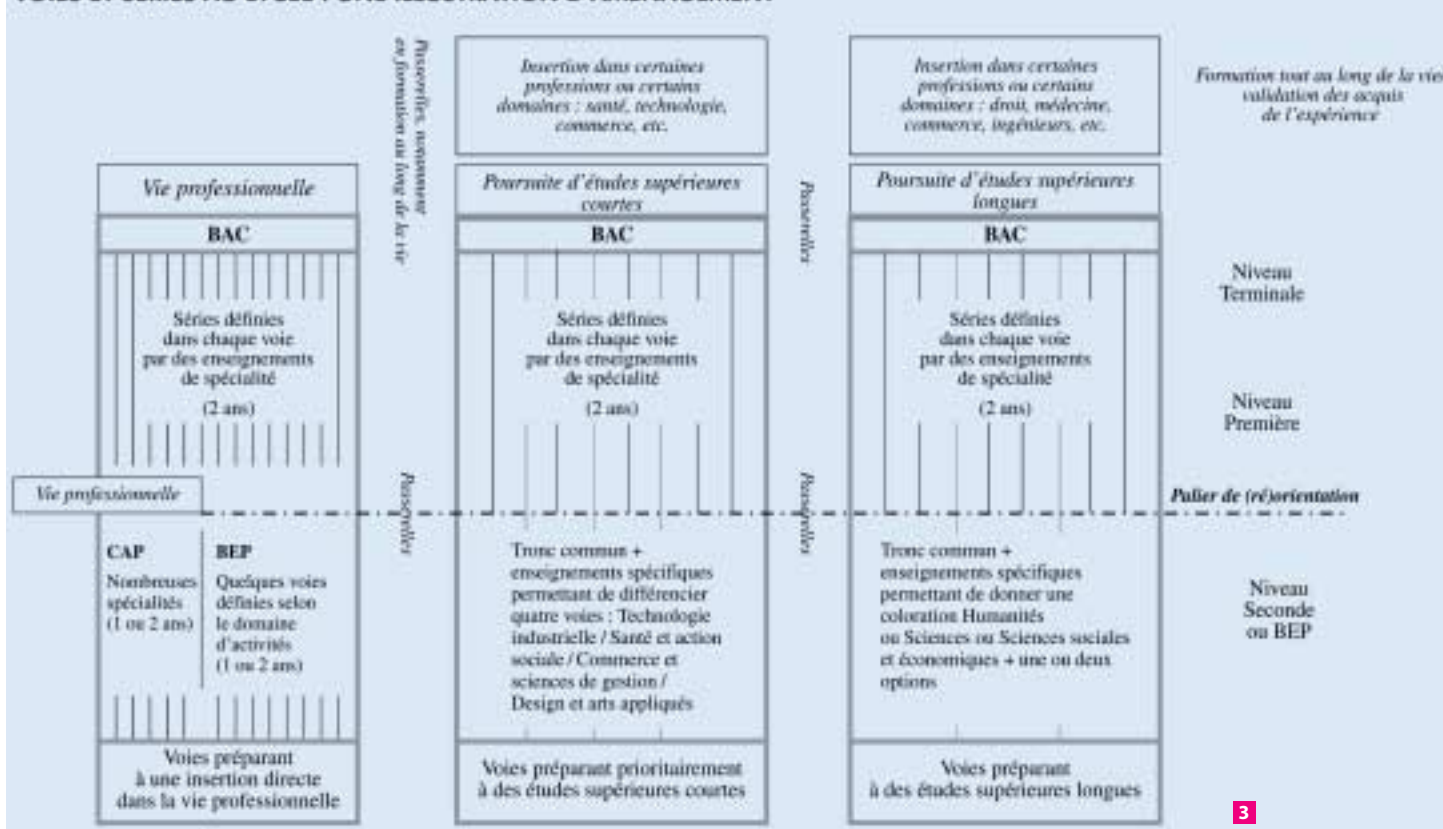 Passerelles, notamment
en formation au long de la vie
Insertion dans certaines
professions ou certains
domaines : santé, technologie,
commerce, etc.
Insertion dans certaines
professions ou certains
domaines : droit, médecine,
commerce, ingénieurs, etc.
Formation tout au long de la vie
validation des acquis
de l'expérience
Vie professionnelle
Poursuite d'études supérieures
courtes
Passerelles
Poursuite d'études supérieures
longues
BAC
BAC
BAC
Niveau
Terminale
Séries définies
dans chaque voie
par des enseignements
de spécialité
(2 ans)
Séries définies
dans chaque voie
par des enseignements
de spécialité
(2 ans)
Séries définies
dans chaque voie
par des enseignements
de spécialité
(2 ans)
Niveau
Première
Vie professionnelle
Passerelles
Passerelles
Palier de (ré)orientation
CAP
Nombreuses
spécialités
(1 ou 2 ans)
BEP
Quelques voies
définies selon
le domaine
d'activités
(1 ou 2 ans)
Tronc commun +
enseignements spécifiques
permettant de différencier
quatre voies : Technologie
industrielle / Santé et action
sociale / Commerce et
sciences de gestion /
Design et arts appliqués
Tronc commun +
enseignements spécifiques
permettant de donner une
coloration Humanités
ou Sciences ou Sciences sociales
et économiques + une ou deux
options
Niveau
Seconde
ou BEP
Voies préparant
à une insertion directe
dans la vie professionnelle
Voies préparant prioritairement
à des études supérieures courtes
Voies préparant
à des études supérieures longues
3